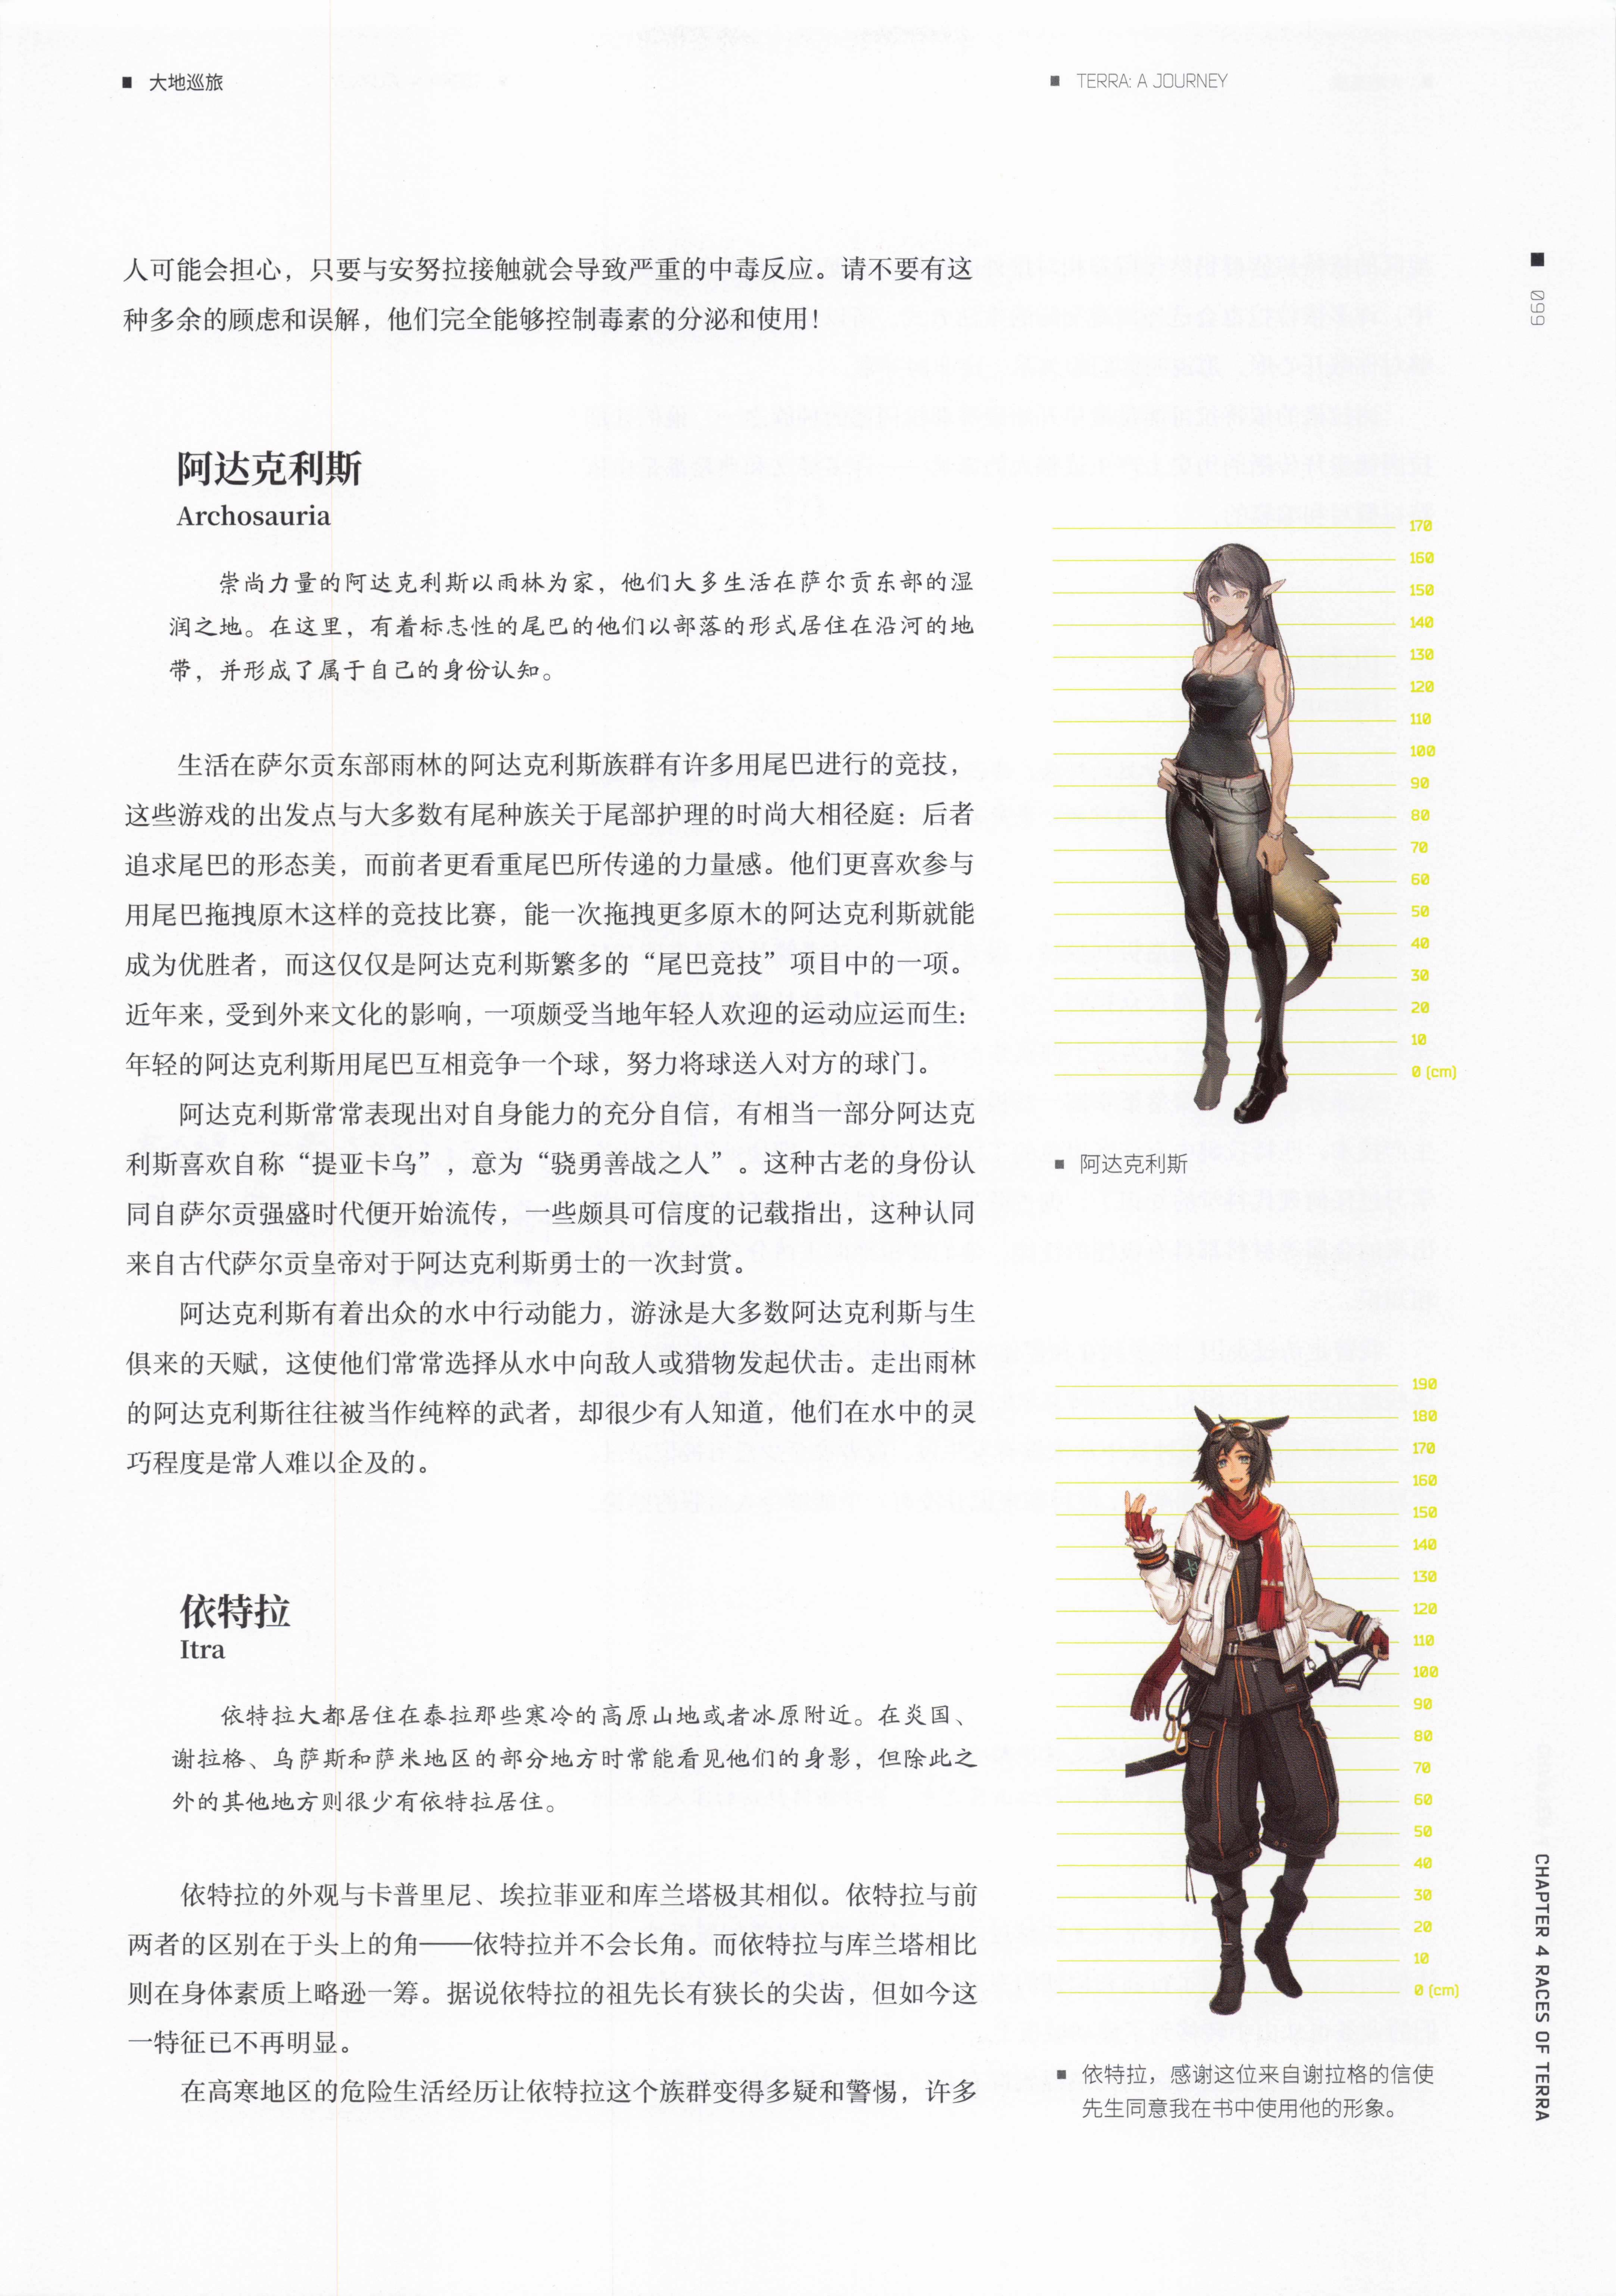 大地巡旅
TERRA: A JOURNEY
099
人可能会担心，只要与安努拉接触就会导致严重的中毒反应。请不要有这
种多余的顾虑和误解，他们完全能够控制毒素的分泌和使用！
阿达克利斯
Archosauria
崇尚力量的阿达克利斯以雨林为家，他们大多生活在萨尔贡东部的湿
润之地。在这里，有着标志性的尾巴的他们以部落的形式居住在沿河的地
带，并形成了属于自己的身份认知。
生活在萨尔贡东部雨林的阿达克利斯族群有许多用尾巴进行的竞技，
这些游戏的出发点与大多数有尾种族关于尾部护理的时尚大相径庭：后者
追求尾巴的形态美，而前者更看重尾巴所传递的力量感。他们更喜欢参与
用尾巴拖拽原木这样的竞技比赛，能一次拖拽更多原木的阿达克利斯就能
成为优胜者，而这仅仅是阿达克利斯繁多的“尾巴竞技”项目中的一项。
近年来，受到外来文化的影响，一项颇受当地年轻人欢迎的运动应运而生：
年轻的阿达克利斯用尾巴互相竞争一个球，努力将球送入对方的球门。
阿达克利斯常常表现出对自身能力的充分自信，有相当一部分阿达克
利斯喜欢自称“提亚卡乌”，意为“骁勇善战之人”。这种古老的身份认
同自萨尔贡强盛时代便开始流传，一些颇具可信度的记载指出，这种认同
来自古代萨尔贡皇帝对于阿达克利斯勇士的一次封赏。
阿达克利斯有着出众的水中行动能力，游泳是大多数阿达克利斯与生
俱来的天赋，这使他们常常选择从水中向敌人或猎物发起伏击。走出雨林
的阿达克利斯往往被当作纯粹的武者，却很少有人知道，他们在水中的灵
巧程度是常人难以企及的。
170
160
150
140
130
120
110
100
90
80
70
60
50
40
30
20
10
0 (cm)
阿达克利斯
依特拉
Itra
依特拉大都居住在泰拉那些寒冷的高原山地或者冰原附近。在炎国、
谢拉格、乌萨斯和萨米地区的部分地方时常能看见他们的身影，但除此之
外的其他地方则很少有依特拉居住。
依特拉的外观与卡普里尼、埃拉菲亚和库兰塔极其相似。依特拉与前
两者的区别在于头上的角——依特拉并不会长角。而依特拉与库兰塔相比
则在身体素质上略逊一筹。据说依特拉的祖先长有狭长的尖齿，但如今这
一特征已不再明显。
在高寒地区的危险生活经历让依特拉这个族群变得多疑和警惕，许多
190
180
170
160
150
140
130
120
110
100
90
80
70
60
50
40
30
20
10
0 (cm)
依特拉，感谢这位来自谢拉格的信使
先生同意我在书中使用他的形象。
CHAPTER 4 RACES OF TERRA